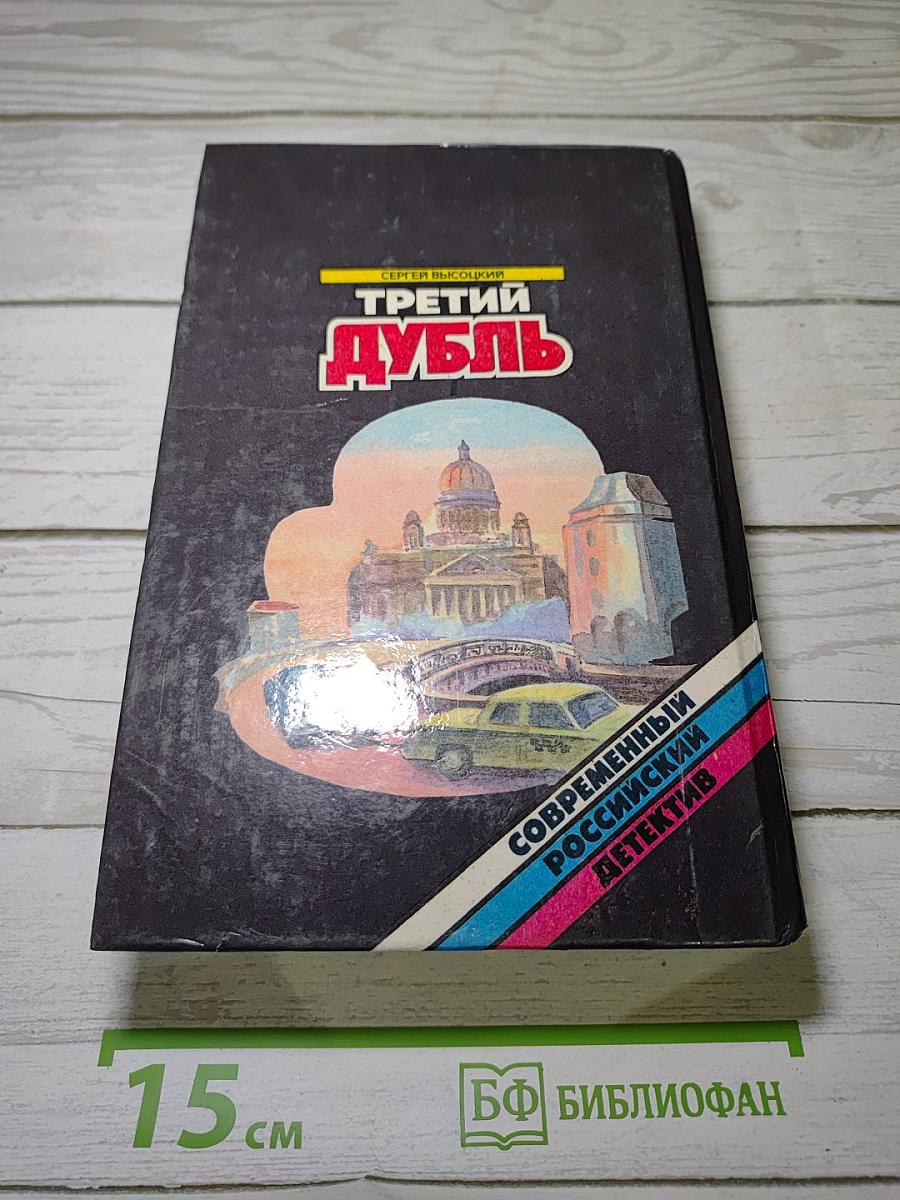 СЕРГЕЙ ВЫСОЦКИЙ
ТРЕТИЙ
ДУБЛЬ
СОВРЕМЕННЫЙ
РОССИЙСКИЙ
ДЕТЕКТИВ
15 см
БФ БИБЛИОФАН